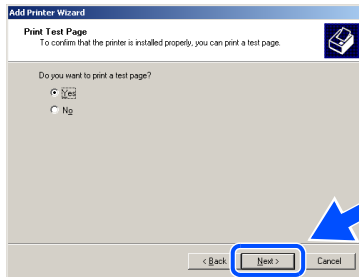 Add Printer Wizard
Print Test Page
To confirm that the printer is installed properly, you can print a test page.
Do you want to print a test page?
Yes
No
< Back
Next >
Cancel